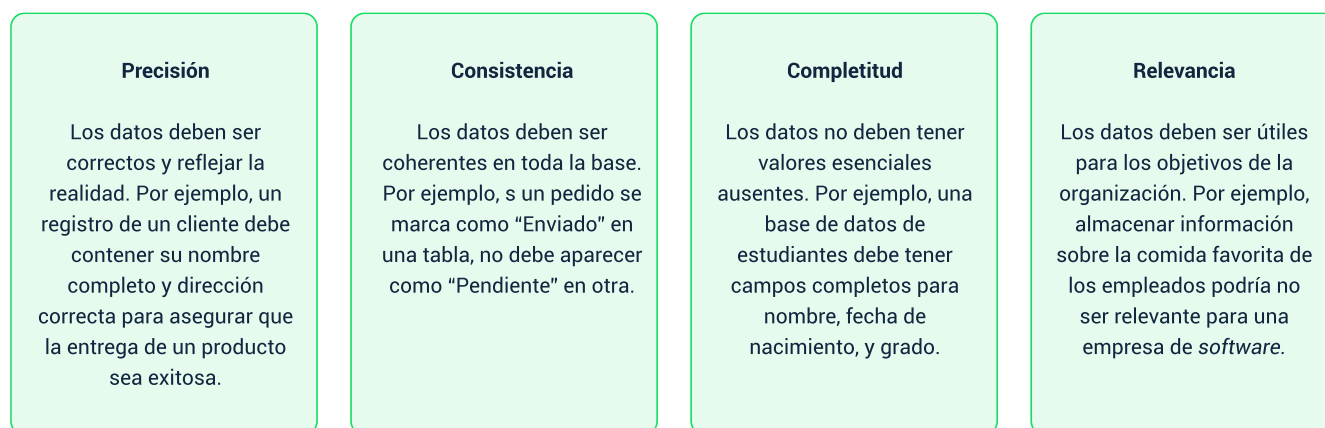 Precisión
Los datos deben ser
correctos y reflejar la
realidad. Por ejemplo, un
registro de un cliente debe
contener su nombre
completo y dirección
correcta para asegurar que
la entrega de un producto
sea exitosa.
Consistencia
Los datos deben ser
coherentes en toda la base.
Por ejemplo, s un pedido se
marca como “Enviado” en
una tabla, no debe aparecer
como “Pendiente” en otra.
Completitud
Los datos no deben tener
valores esenciales
ausentes. Por ejemplo, una
base de datos de
estudiantes debe tener
campos completos para
nombre, fecha de
nacimiento, y grado.
Relevancia
Los datos deben ser útiles
para los objetivos de la
organización. Por ejemplo,
almacenar información
sobre la comida favorita de
los empleados podría no
ser relevante para una
empresa de software.